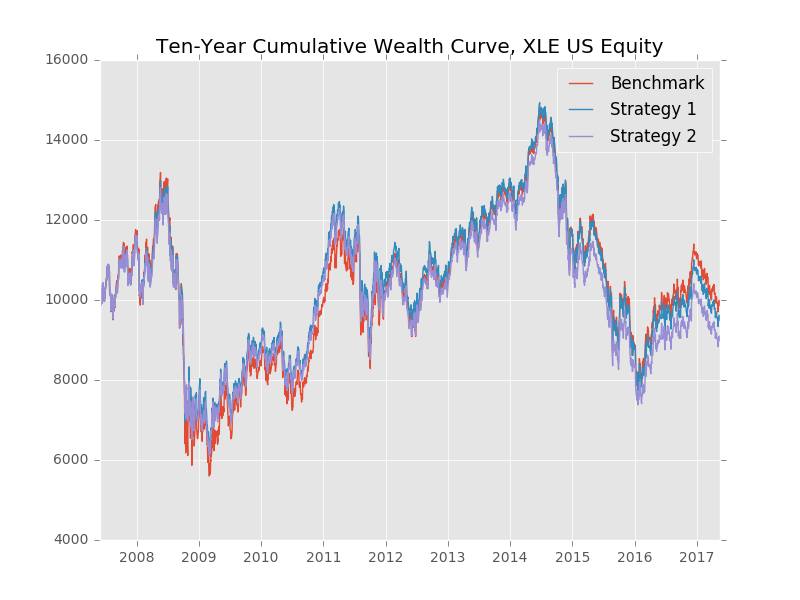 Ten-Year Cumulative Wealth Curve, XLE US Equity
16000
14000
12000
10000
8000
6000
4000
Benchmark
Strategy 1
Strategy 2
2008 2009 2010 2011 2012 2013 2014 2015 2016 2017